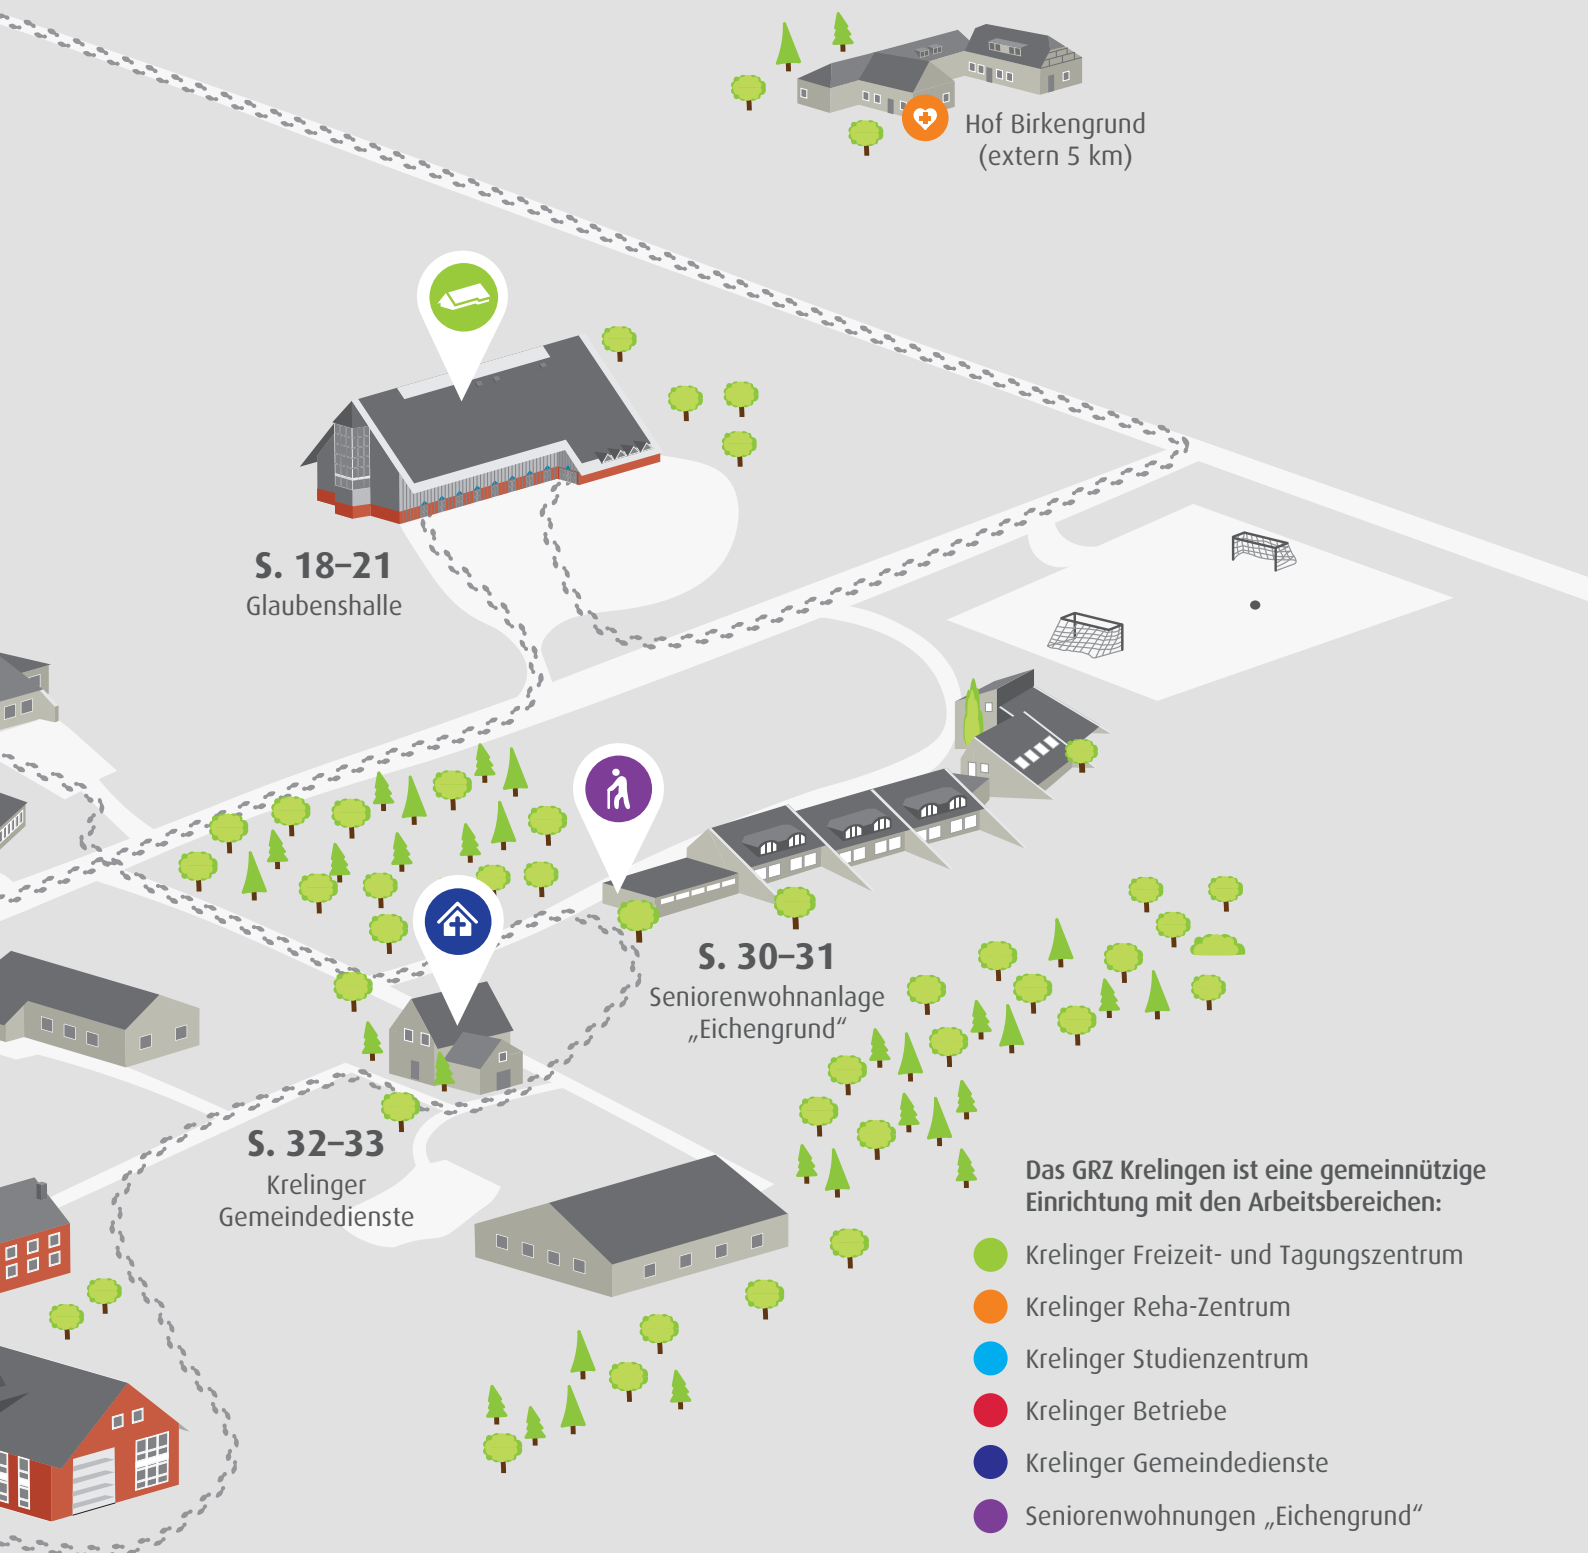 Hof Birkengrund
(extern 5 km)
S. 18–21
Glaubenshalle
S. 30–31
Seniorenwohnanlage
„Eichengrund“
S. 32–33
Krelinger
Gemeindedienste
Das GRZ Krelingen ist eine gemeinnützige
Einrichtung mit den Arbeitsbereichen:
Krelinger Freizeit- und Tagungszentrum
Krelinger Reha-Zentrum
Krelinger Studienzentrum
Krelinger Betriebe
Krelinger Gemeindedienste
Seniorenwohnungen „Eichengrund“